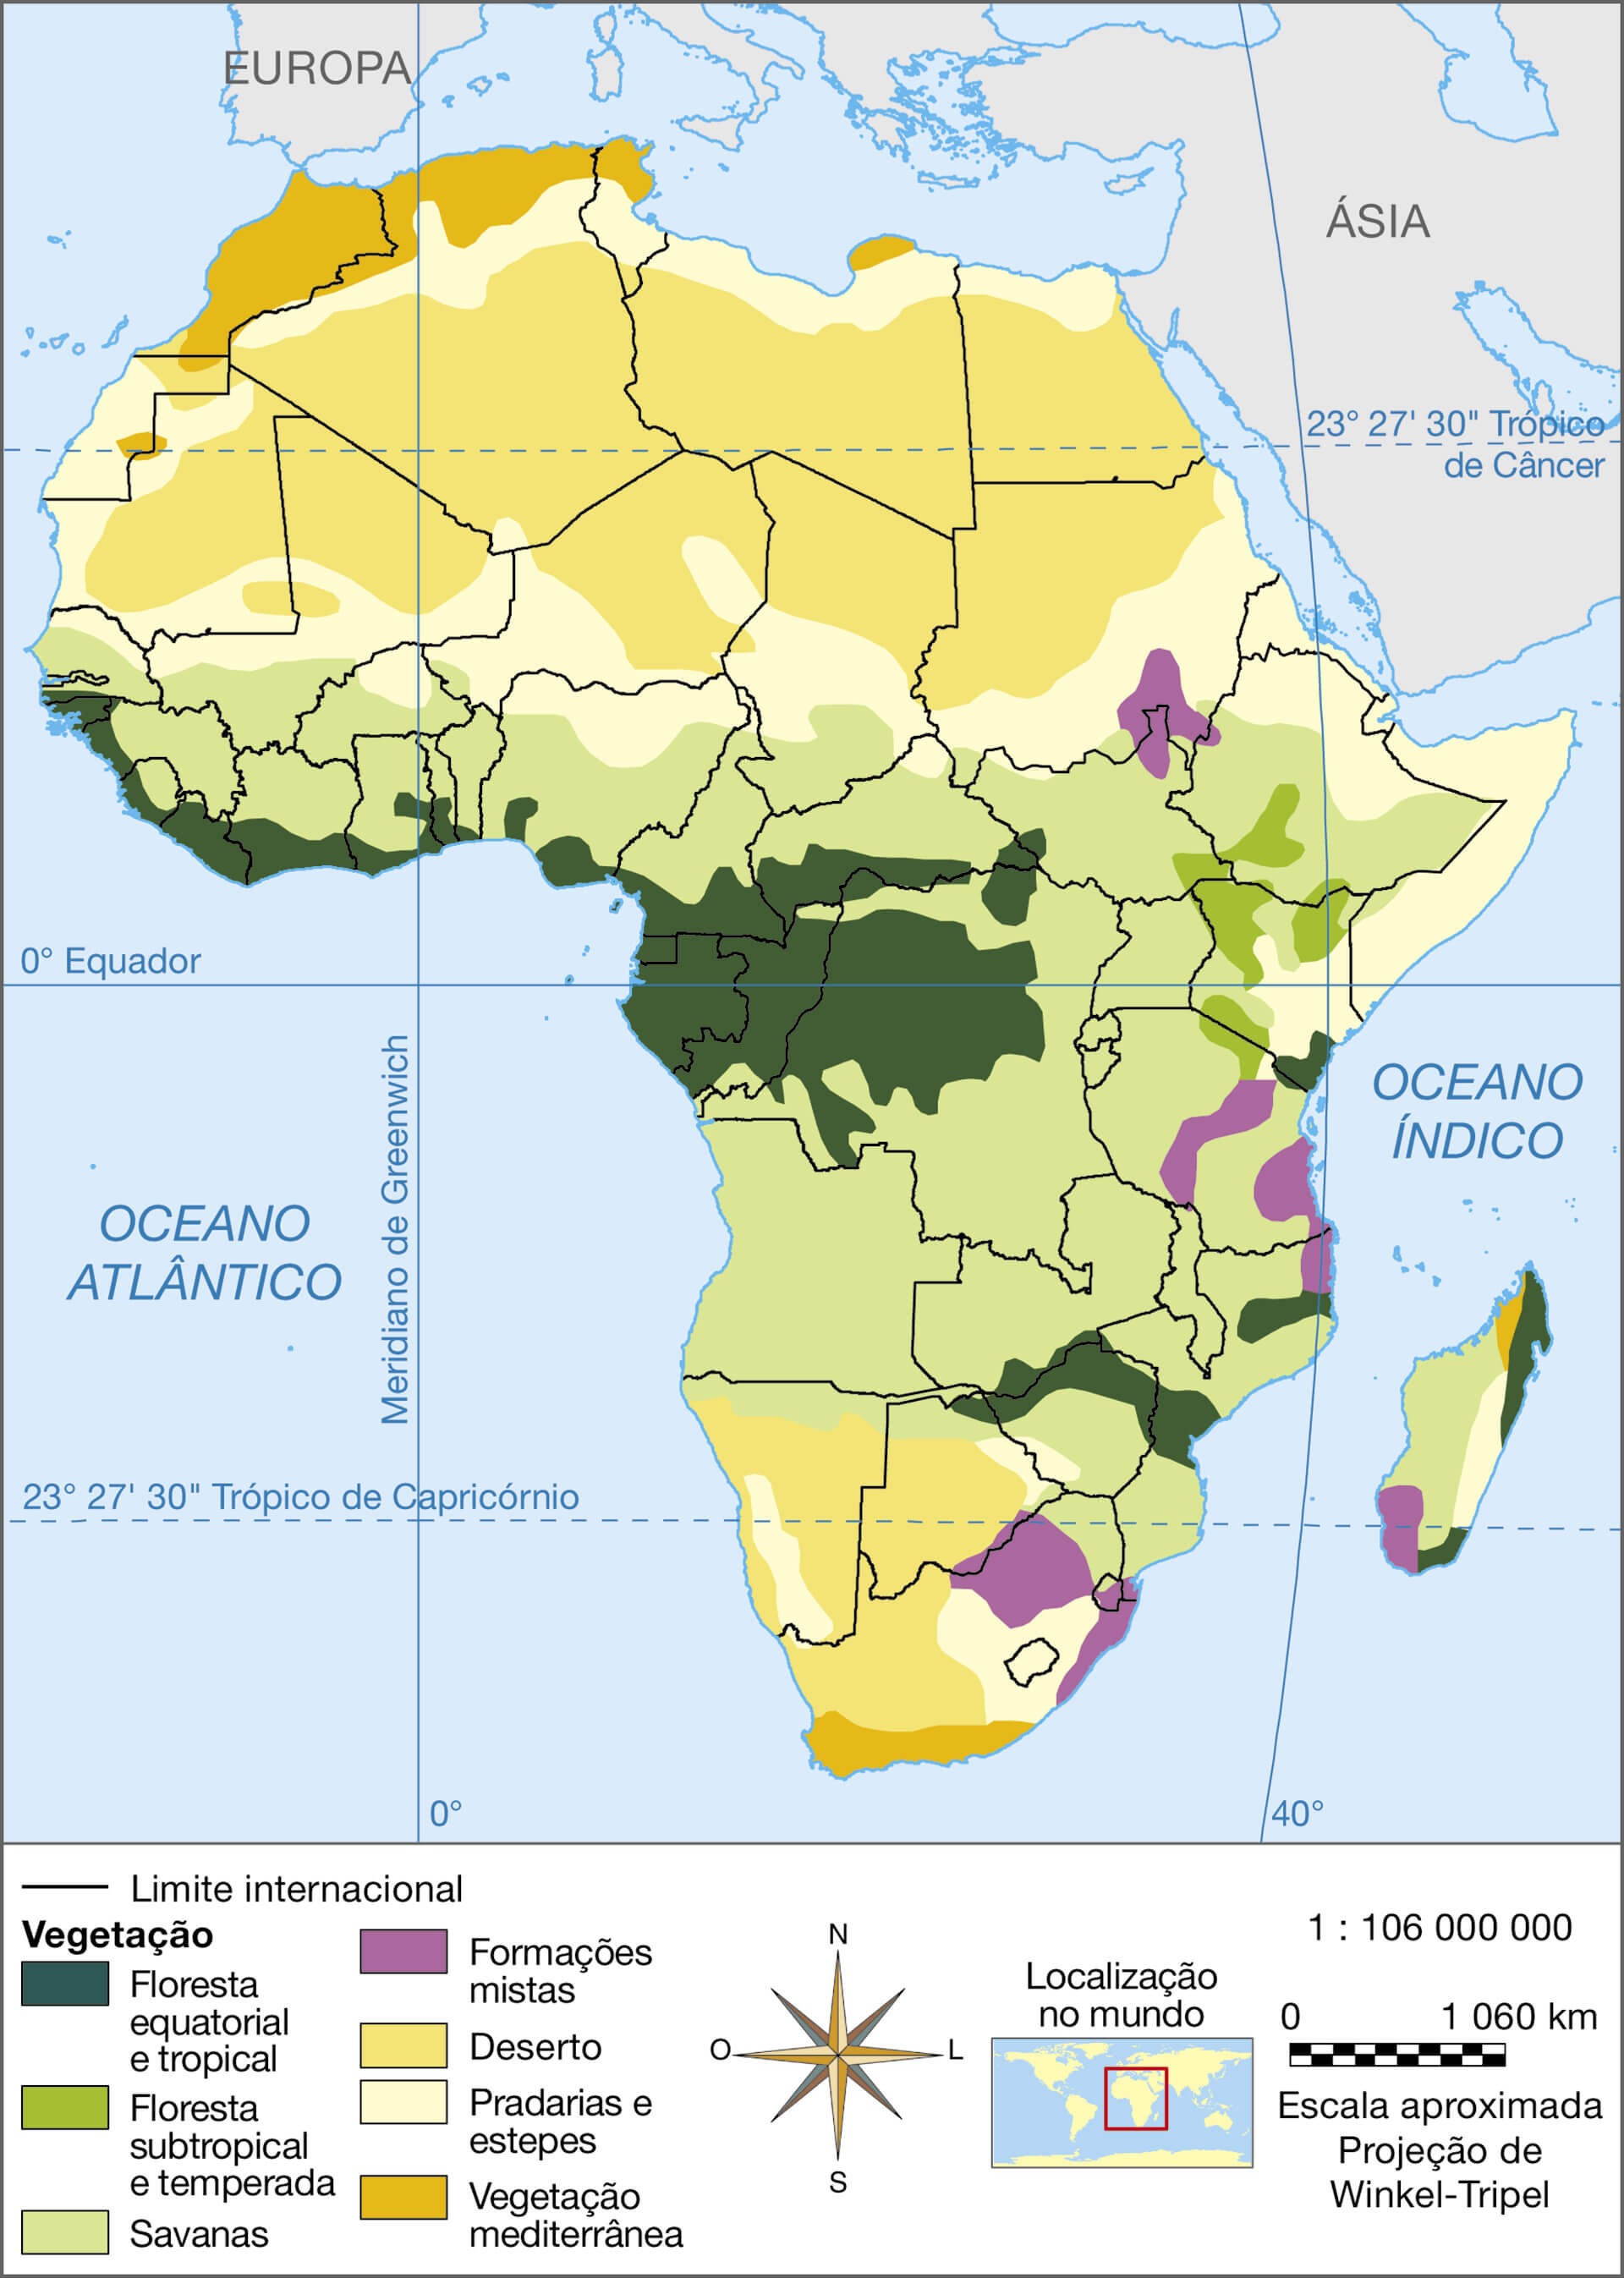 EUROPA
ÁSIA
23° 27' 30" Trópico
de Câncer
0° Equador
Meridiano de Greenwich
OCEANO
ÍNDICO
OCEANO
ATLÂNTICO
23° 27' 30" Trópico de Capricórnio
0°
40°
Limite internacional
Vegetação
Floresta
equatorial
e tropical
Floresta
subtropical
e temperada
Savanas
Formações
mistas
Deserto
Pradarias e
estepes
Vegetação
mediterrânea
N
O
L
S
Localização
no mundo
1 : 106 000 000
0 1 060 km
Escala aproximada
Projeção de
Winkel-Tripel